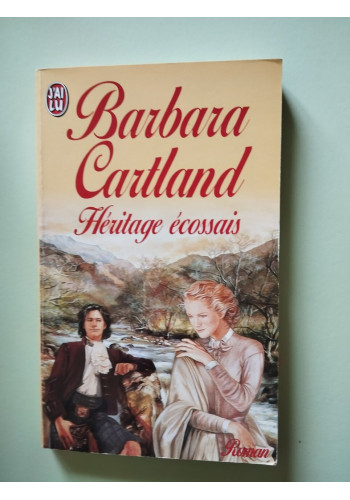 J'AI
LU
Barbara
Cartland
Héritage écossais
Roman